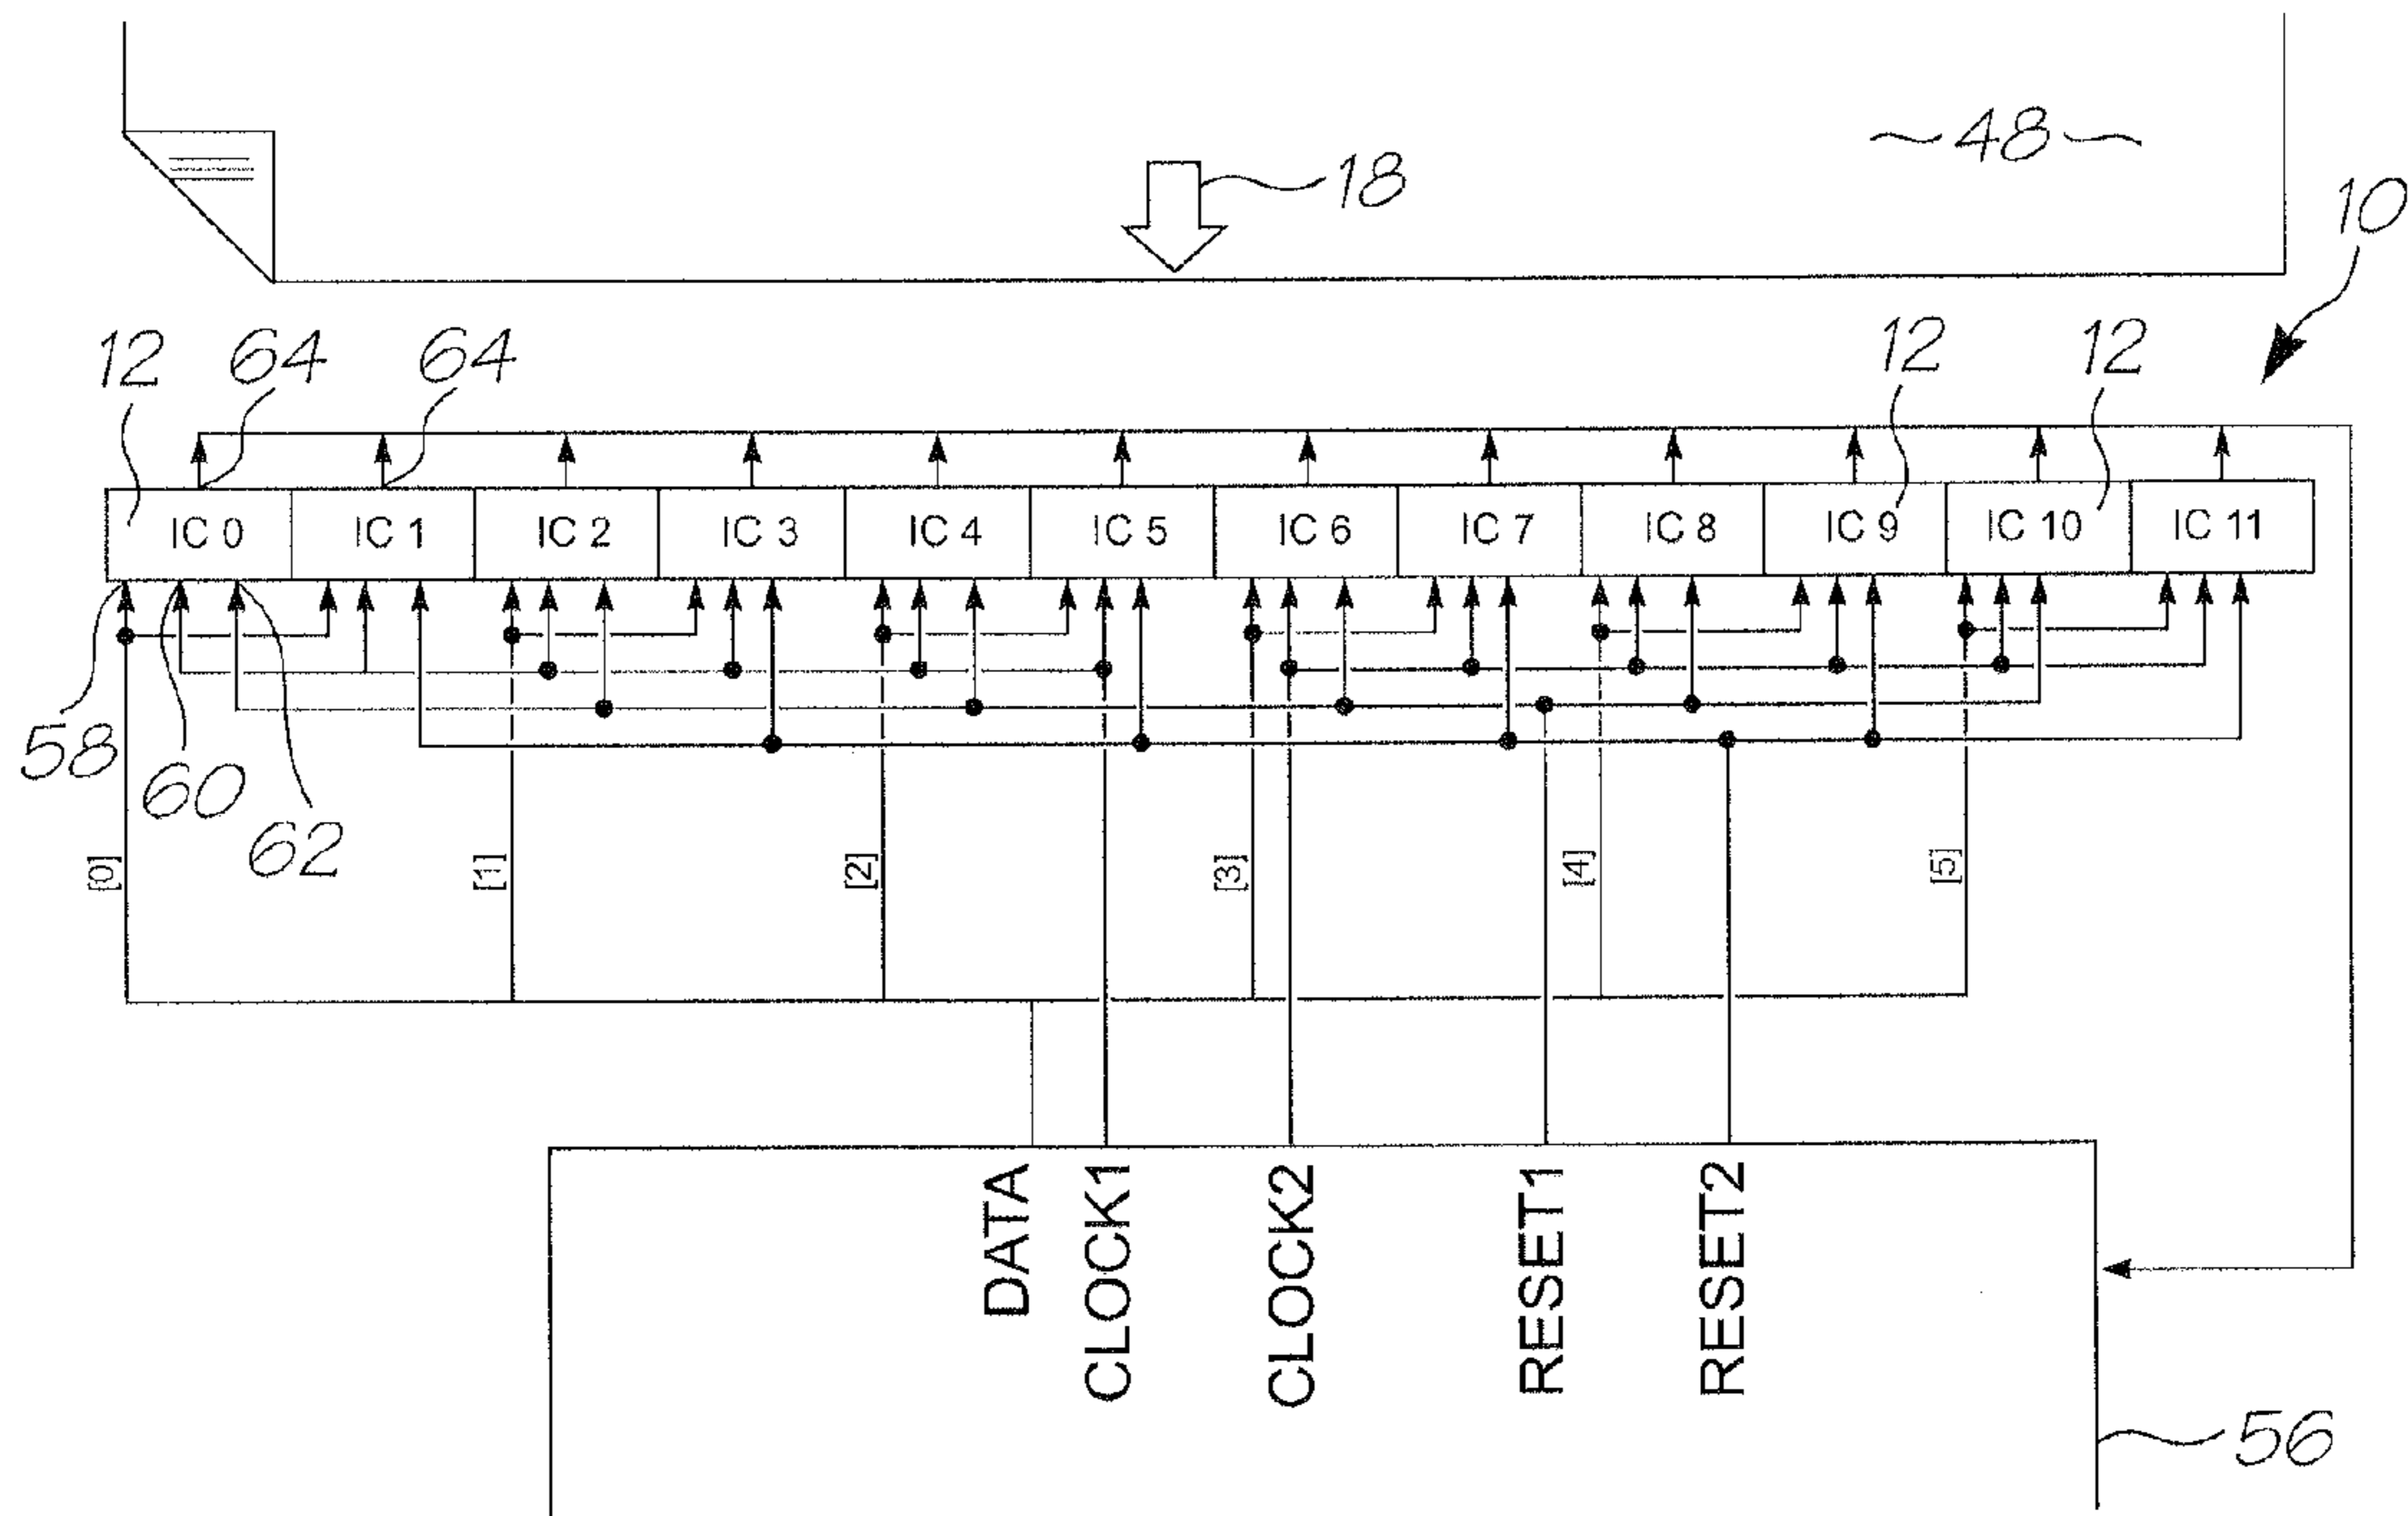 ~48~
18
10
12 64 64 12 12
IC 0 IC 1 IC 2 IC 3 IC 4 IC 5 IC 6 IC 7 IC 8 IC 9 IC 10 IC 11
58 60 62
[0] [1] [2] [3] [4] [5]
DATA
CLOCK1
CLOCK2
RESET1
RESET2
56